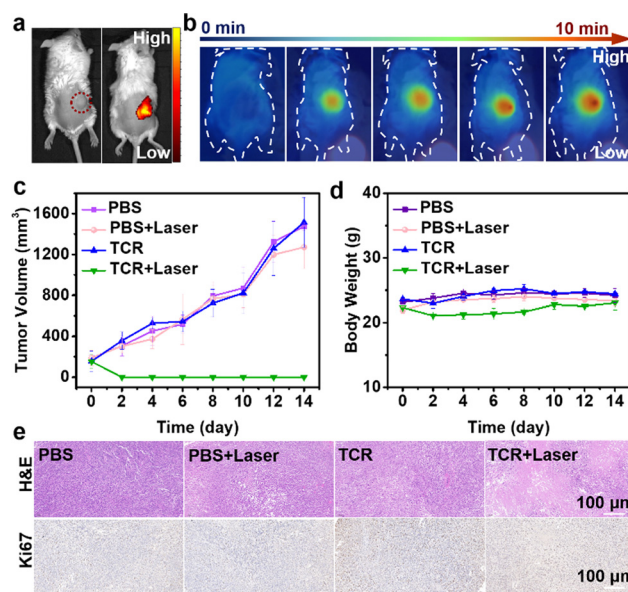 a
High
Low
b
0 min
10 min
High
Low
c
Tumor Volume (mm³)
1600
1200
800
400
0
PBS
PBS+Laser
TCR
TCR+Laser
0 2 4 6 8 10 12 14
Time (day)
d
Body Weight (g)
40
30
20
10
PBS
PBS+Laser
TCR
TCR+Laser
0 2 4 6 8 10 12 14
Time (day)
e
H&E
PBS
PBS+Laser
TCR
TCR+Laser
100 μm
Ki67
100 μm